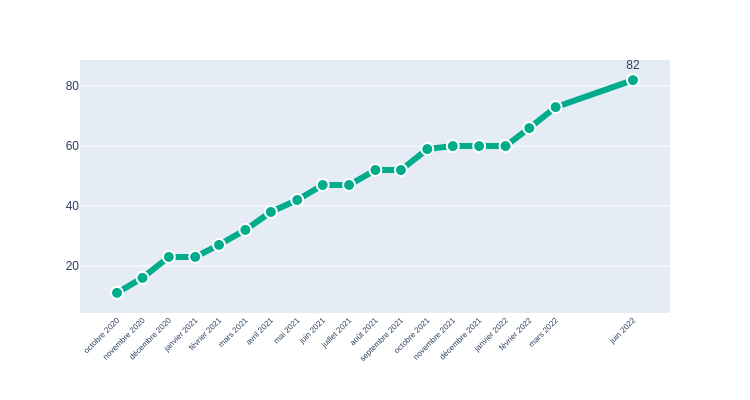 82
80
60
40
20
octobre 2020
novembre 2020
décembre 2020
janvier 2021
février 2021
mars 2021
avril 2021
mai 2021
juin 2021
juillet 2021
août 2021
septembre 2021
octobre 2021
novembre 2021
décembre 2021
janvier 2022
février 2022
mars 2022
juin 2022